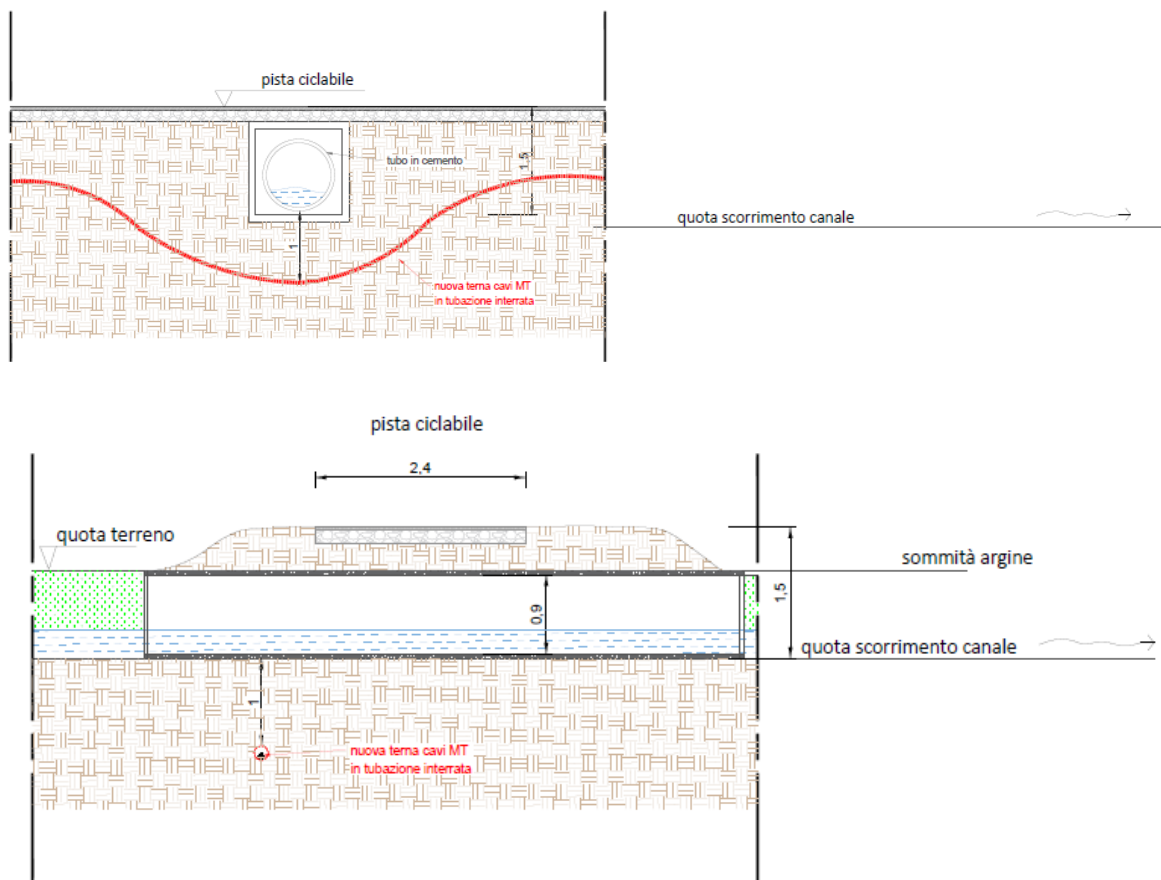 pista ciclabile
tubo in cemento
1,5
quota scorrimento canale
1
nuova terna cavi MT
in tubazione interrata
pista ciclabile
2,4
quota terreno
sommità argine
1,5
0,9
quota scorrimento canale
1
nuova terna cavi MT
in tubazione interrata